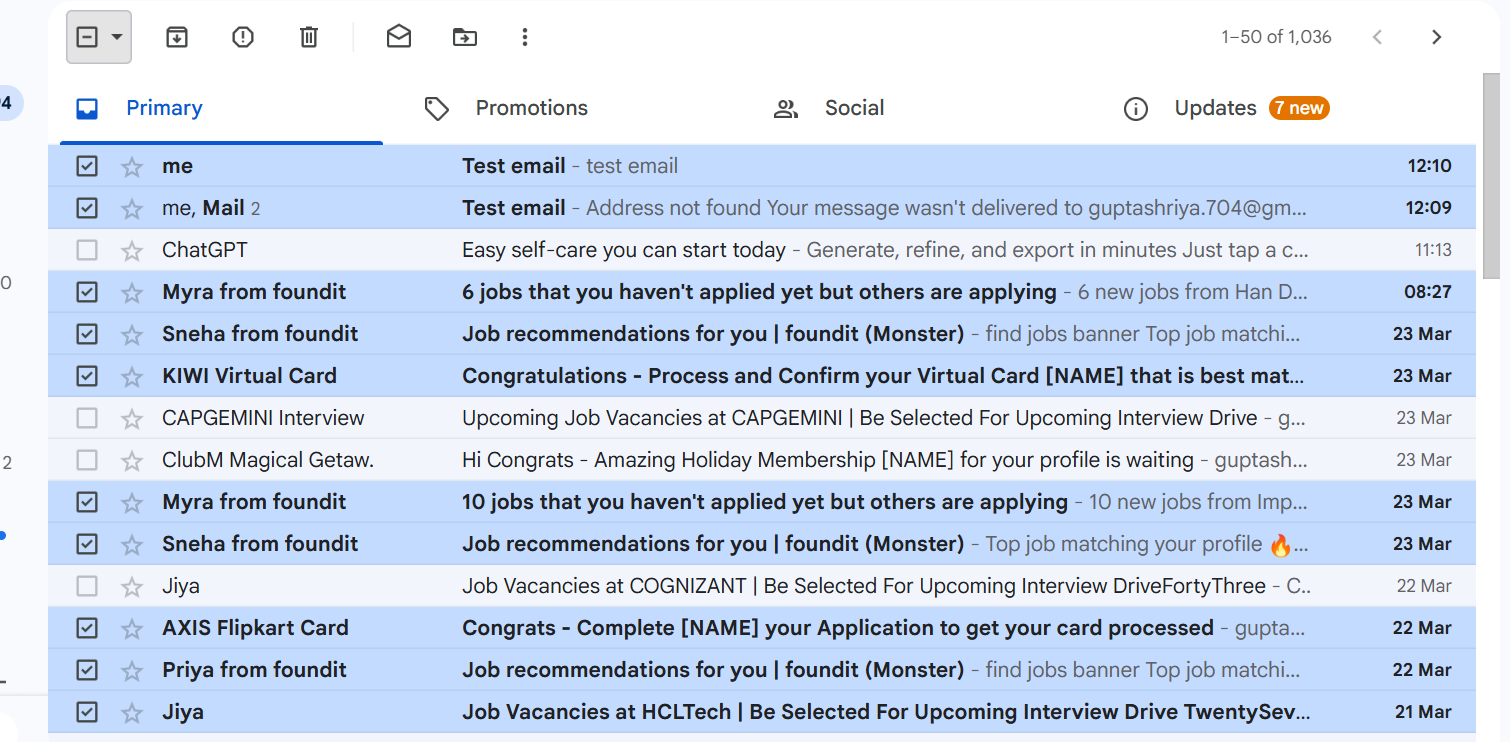 1–50 of 1,036
4
Primary
Promotions
Social
Updates 7 new
me Test email - test email 12:10
me, Mail 2 Test email - Address not found Your message wasn't delivered to guptashriya.704@gm... 12:09
ChatGPT Easy self-care you can start today - Generate, refine, and export in minutes Just tap a c... 11:13
0
Myra from foundit 6 jobs that you haven't applied yet but others are applying - 6 new jobs from Han D... 08:27
Sneha from foundit Job recommendations for you | foundit (Monster) - find jobs banner Top job matchi... 23 Mar
KIWI Virtual Card Congratulations - Process and Confirm your Virtual Card [NAME] that is best mat... 23 Mar
CAPGEMINI Interview Upcoming Job Vacancies at CAPGEMINI | Be Selected For Upcoming Interview Drive - g... 23 Mar
2
ClubM Magical Getaw. Hi Congrats - Amazing Holiday Membership [NAME] for your profile is waiting - guptash... 23 Mar
Myra from foundit 10 jobs that you haven't applied yet but others are applying - 10 new jobs from Imp... 23 Mar
Sneha from foundit Job recommendations for you | foundit (Monster) - Top job matching your profile 🔥... 23 Mar
Jiya Job Vacancies at COGNIZANT | Be Selected For Upcoming Interview DriveFortyThree - C.. 22 Mar
AXIS Flipkart Card Congrats - Complete [NAME] your Application to get your card processed - gupta... 22 Mar
Priya from foundit Job recommendations for you | foundit (Monster) - find jobs banner Top job matchi... 22 Mar
Jiya Job Vacancies at HCLTech | Be Selected For Upcoming Interview Drive TwentySev... 21 Mar